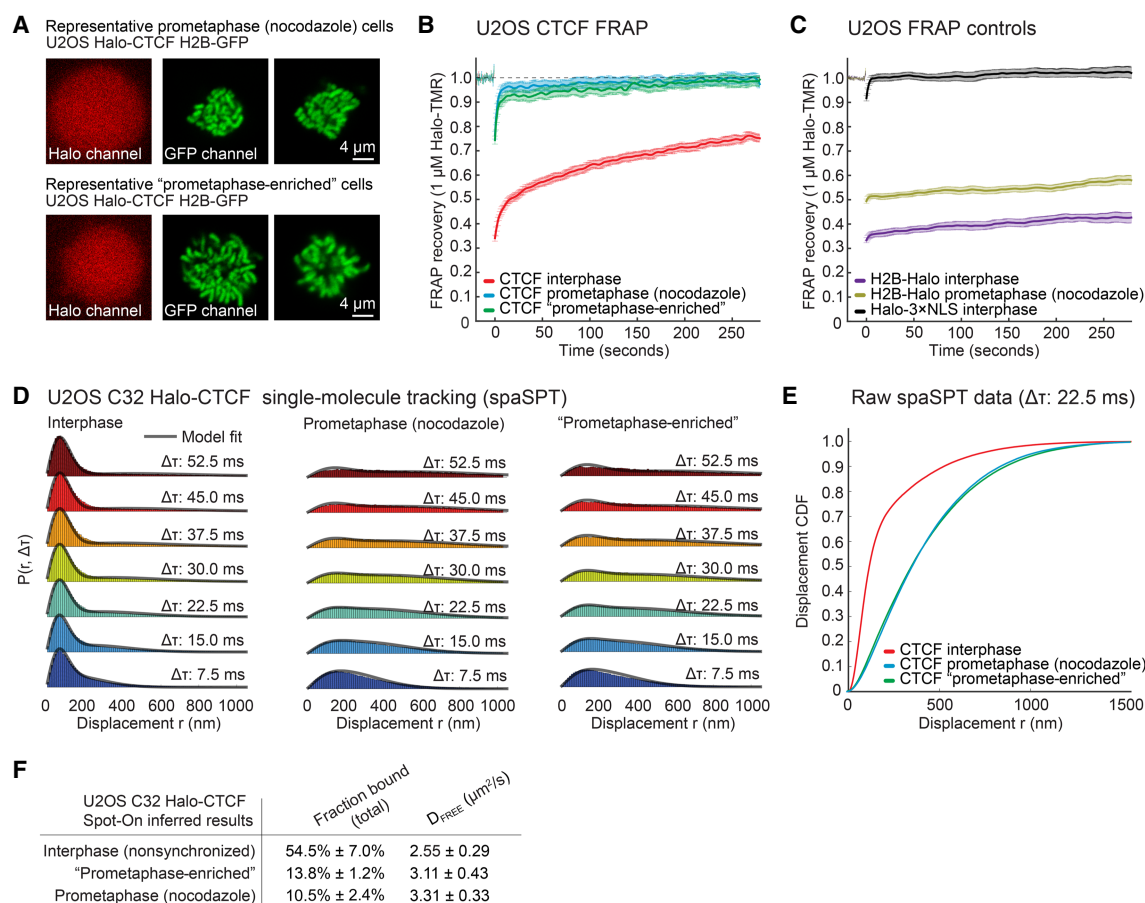 A
Representative prometaphase (nocodazole) cells
U2OS Halo-CTCF H2B-GFP
Halo channel
GFP channel
4 μm
Representative “prometaphase-enriched” cells
U2OS Halo-CTCF H2B-GFP
Halo channel
GFP channel
4 μm
B
U2OS CTCF FRAP
FRAP recovery (1 μM Halo-TMR)
1.0
0.9
0.8
0.7
0.6
0.5
0.4
0.3
0.2
0.1
0
CTCF interphase
CTCF prometaphase (nocodazole)
CTCF “prometaphase-enriched”
0 50 100 150 200 250
Time (seconds)
C
U2OS FRAP controls
FRAP recovery (1 μM Halo-TMR)
1.0
0.9
0.8
0.7
0.6
0.5
0.4
0.3
0.2
0.1
0
H2B-Halo interphase
H2B-Halo prometaphase (nocodazole)
Halo-3×NLS interphase
0 50 100 150 200 250
Time (seconds)
D
U2OS C32 Halo-CTCF single-molecule tracking (spaSPT)
P(r, Δτ)
Interphase
Model fit
Δτ: 52.5 ms
Δτ: 45.0 ms
Δτ: 37.5 ms
Δτ: 30.0 ms
Δτ: 22.5 ms
Δτ: 15.0 ms
Δτ: 7.5 ms
0 200 400 600 800 1000
Displacement r (nm)
Prometaphase (nocodazole)
Δτ: 52.5 ms
Δτ: 45.0 ms
Δτ: 37.5 ms
Δτ: 30.0 ms
Δτ: 22.5 ms
Δτ: 15.0 ms
Δτ: 7.5 ms
0 200 400 600 800 1000
Displacement r (nm)
“Prometaphase-enriched”
Δτ: 52.5 ms
Δτ: 45.0 ms
Δτ: 37.5 ms
Δτ: 30.0 ms
Δτ: 22.5 ms
Δτ: 15.0 ms
Δτ: 7.5 ms
0 200 400 600 800 1000
Displacement r (nm)
E
Raw spaSPT data (Δτ: 22.5 ms)
Displacement CDF
1.0
0.9
0.8
0.7
0.6
0.5
0.4
0.3
0.2
0.1
0
CTCF interphase
CTCF prometaphase (nocodazole)
CTCF “prometaphase-enriched”
0 500 1000 1500
Displacement r (nm)
F
U2OS C32 Halo-CTCF
Spot-On inferred results
Fraction bound
(total)
D_FREE (μm²/s)
Interphase (nonsynchronized) 54.5% ± 7.0% 2.55 ± 0.29
“Prometaphase-enriched” 13.8% ± 1.2% 3.11 ± 0.43
Prometaphase (nocodazole) 10.5% ± 2.4% 3.31 ± 0.33